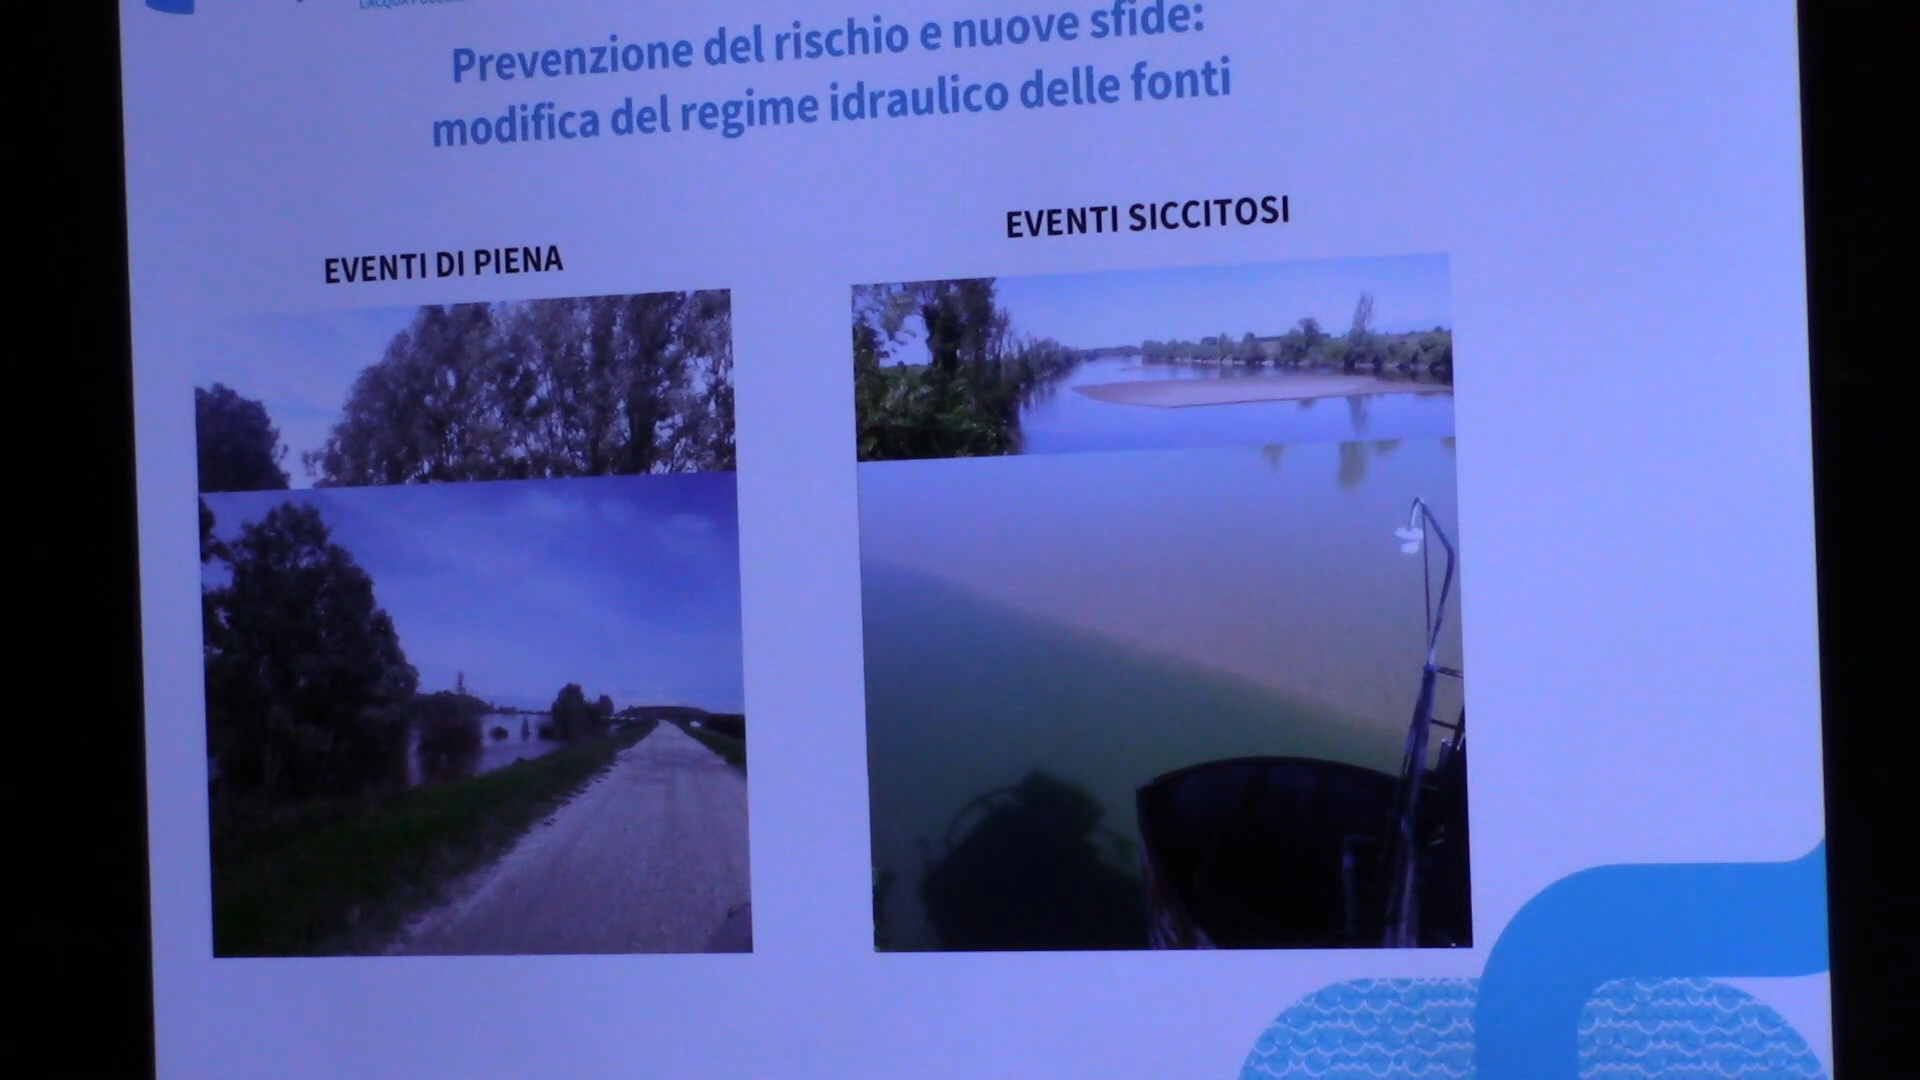 Prevenzione del rischio e nuove sfide:
modifica del regime idraulico delle fonti
EVENTI DI PIENA
EVENTI SICCITOSI